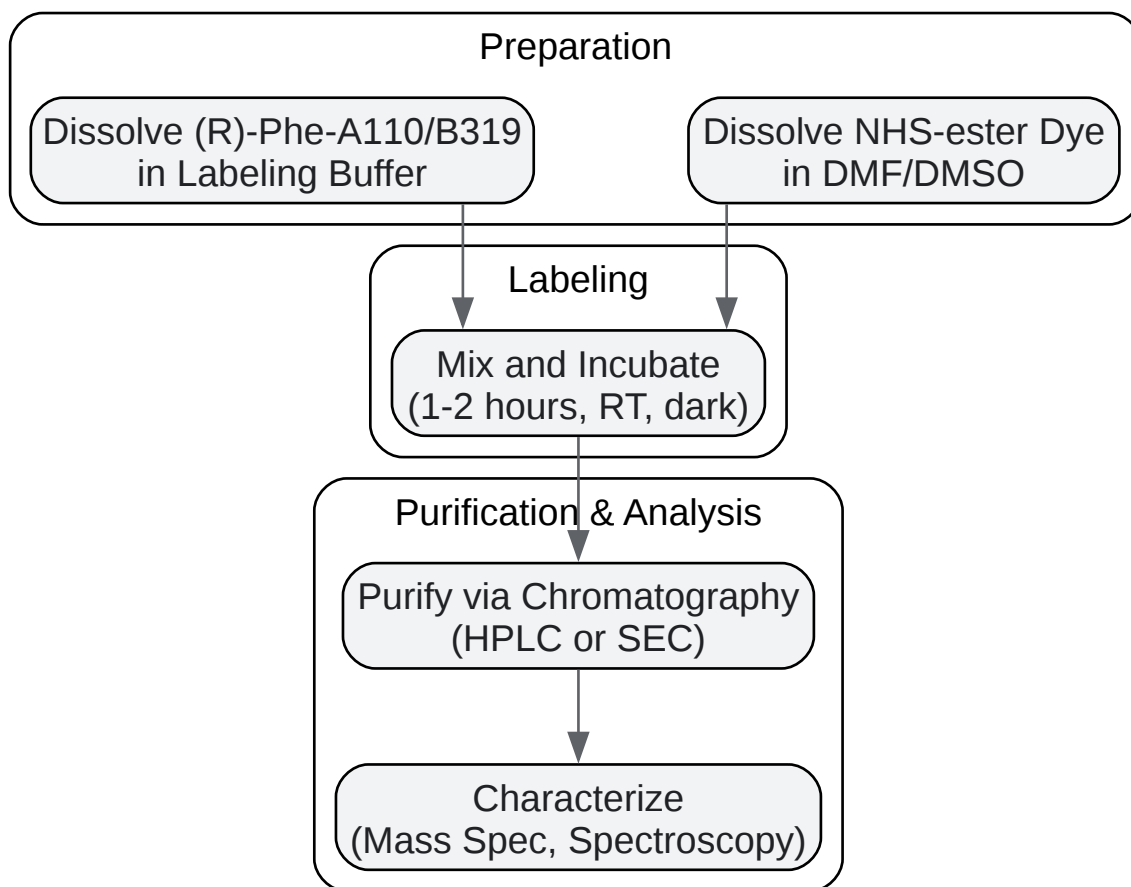 Preparation
Dissolve (R)-Phe-A110/B319
in Labeling Buffer
Dissolve NHS-ester Dye
in DMF/DMSO
Labeling
Mix and Incubate
(1-2 hours, RT, dark)
Purification & Analysis
Purify via Chromatography
(HPLC or SEC)
Characterize
(Mass Spec, Spectroscopy)